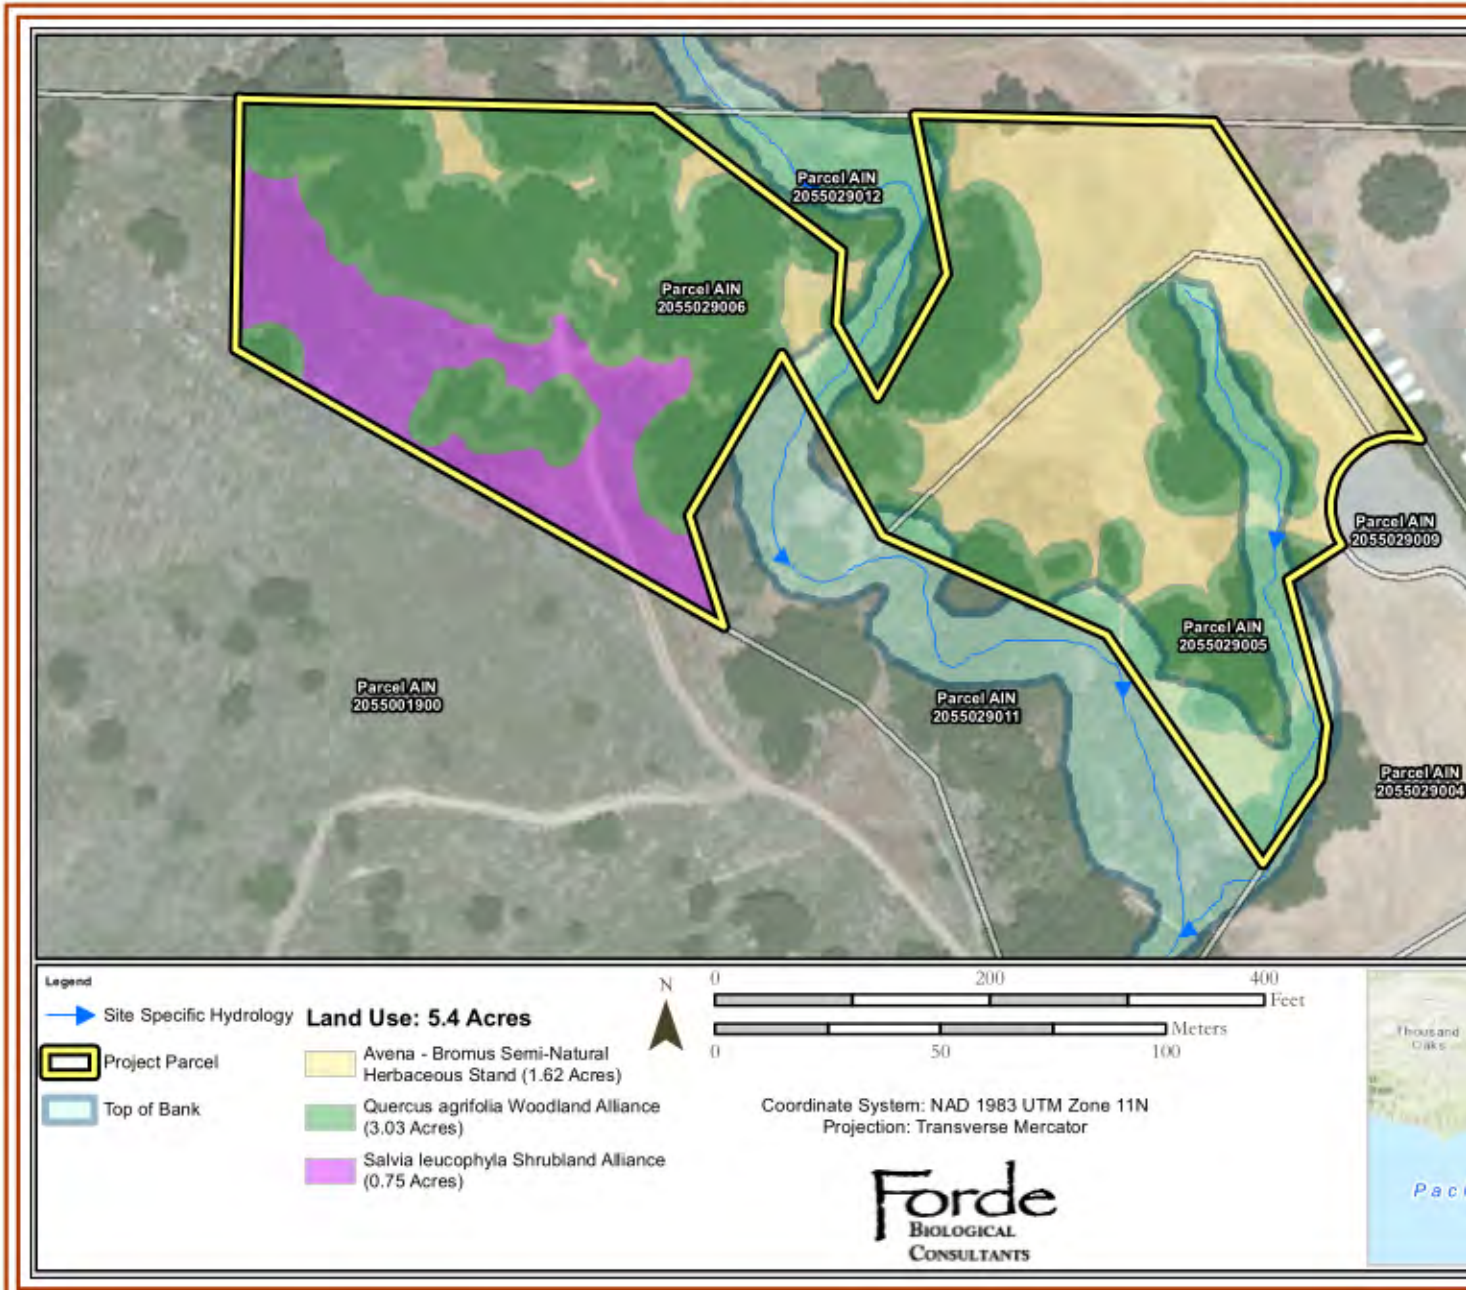 Parcel AIN
2055029012
Parcel AIN
2055029006
Parcel AIN
2055029009
Parcel AIN
2055029005
Parcel AIN
2055001900
Parcel AIN
2055029011
Parcel AIN
2055029004
Legend
Site Specific Hydrology
Project Parcel
Top of Bank
Land Use: 5.4 Acres
Avena - Bromus Semi-Natural
Herbaceous Stand (1.62 Acres)
Quercus agrifolia Woodland Alliance
(3.03 Acres)
Salvia leucophyla Shrubland Alliance
(0.75 Acres)
N
0 200 400
Feet
Meters
0 50 100
Coordinate System: NAD 1983 UTM Zone 11N
Projection: Transverse Mercator
Forde
BIOLOGICAL
CONSULTANTS
Thousand
Oaks